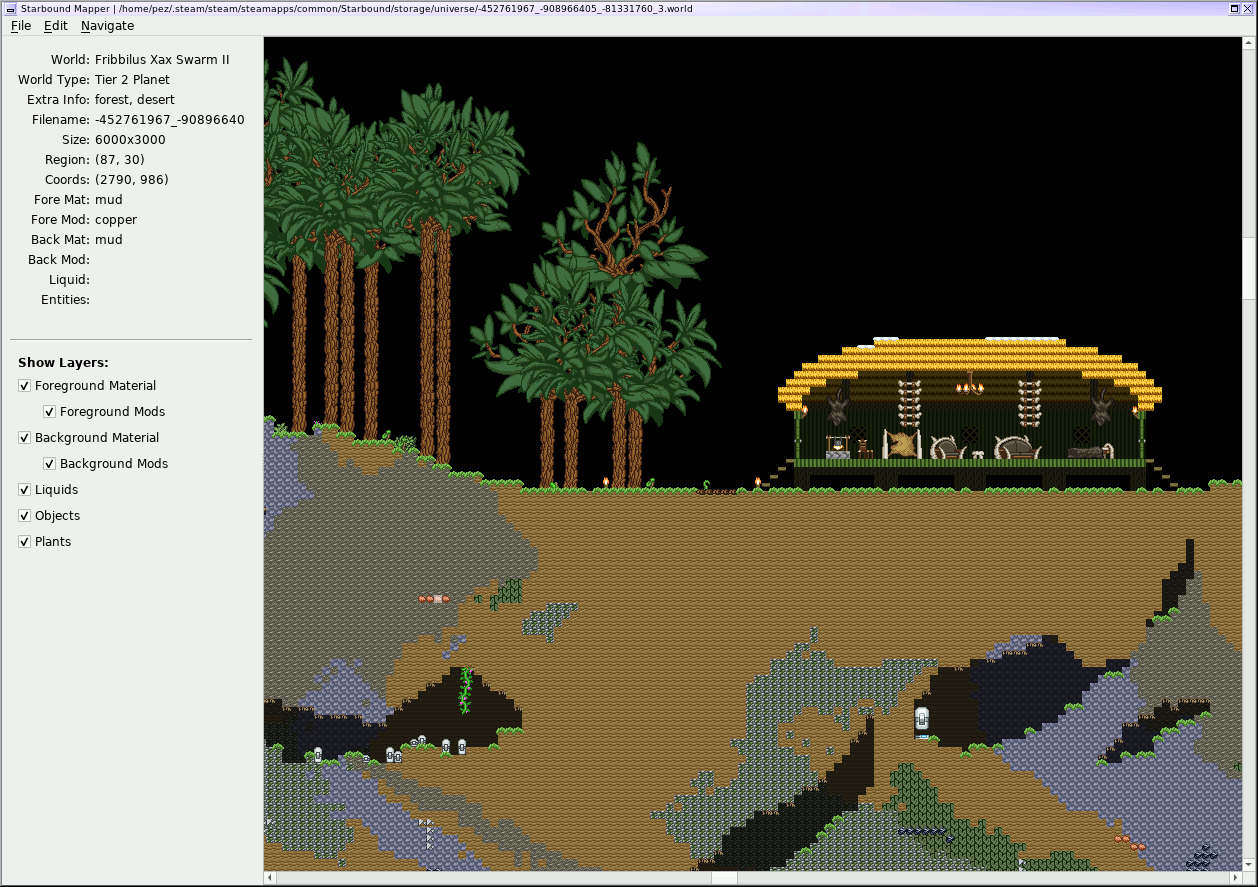 Starbound Mapper | /home/pez/.steam/steam/steamapps/common/Starbound/storage/universe/-452761967_-908966405_-81331760_3.world
File Edit Navigate
World: Fribbilus Xax Swarm II
World Type: Tier 2 Planet
Extra Info: forest, desert
Filename: -452761967_-90896640
Size: 6000x3000
Region: (87, 30)
Coords: (2790, 986)
Fore Mat: mud
Fore Mod: copper
Back Mat: mud
Back Mod:
Liquid:
Entities:
Show Layers:
Foreground Material
Foreground Mods
Background Material
Background Mods
Liquids
Objects
Plants